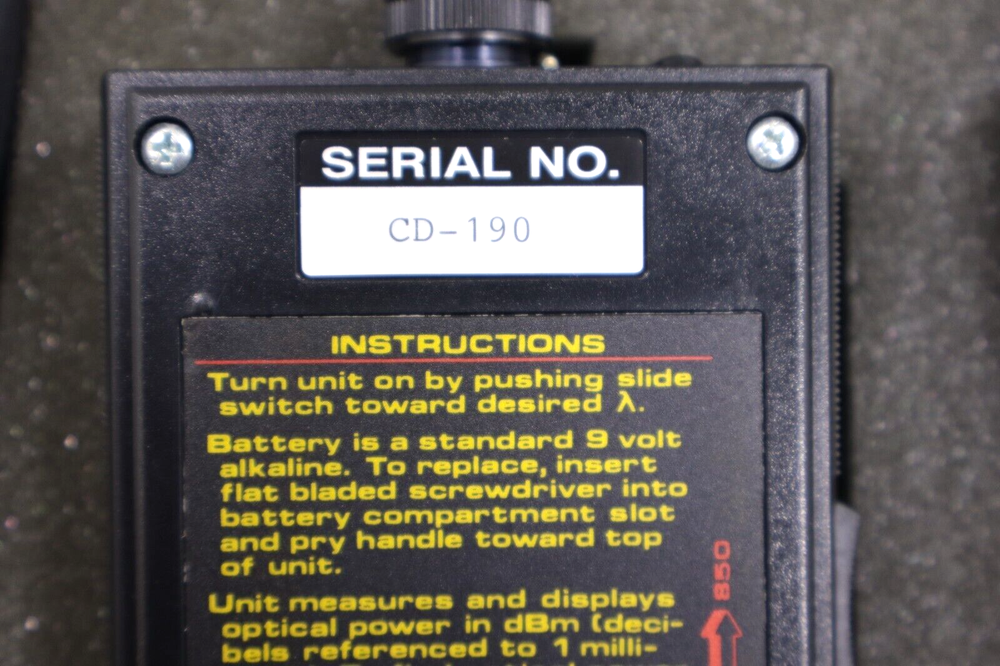 SERIAL NO.
CD-190
INSTRUCTIONS
Turn unit on by pushing slide
switch toward desired λ.
Battery is a standard 9 volt
alkaline. To replace, insert
flat bladed screwdriver into
battery compartment slot
and pry handle toward top
of unit.
Unit measures and displays
optical power in dBm (deci-
bels referenced to 1 milli-
850